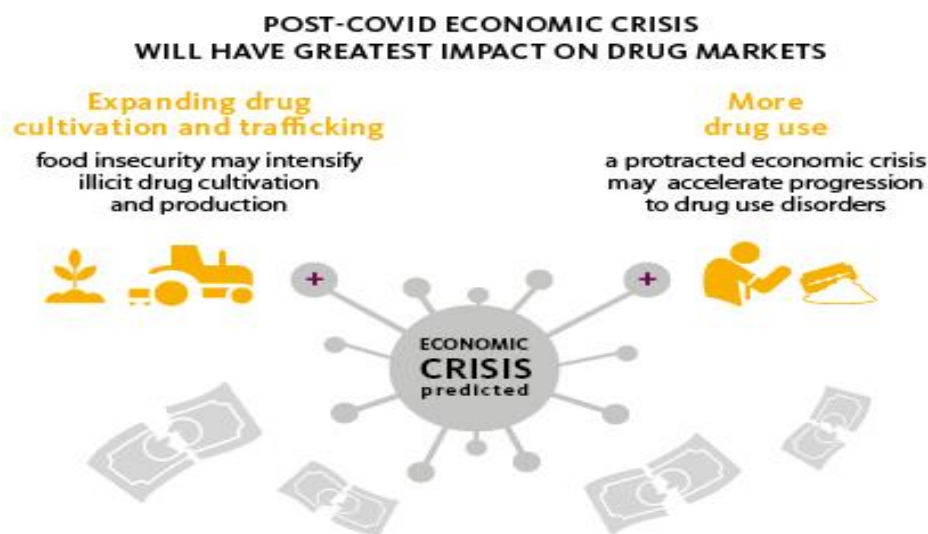 POST-COVID ECONOMIC CRISIS
WILL HAVE GREATEST IMPACT ON DRUG MARKETS
Expanding drug
cultivation and trafficking
food insecurity may intensify
illicit drug cultivation
and production
More
drug use
a protracted economic crisis
may accelerate progression
to drug use disorders
+
+
ECONOMIC
CRISIS
predicted